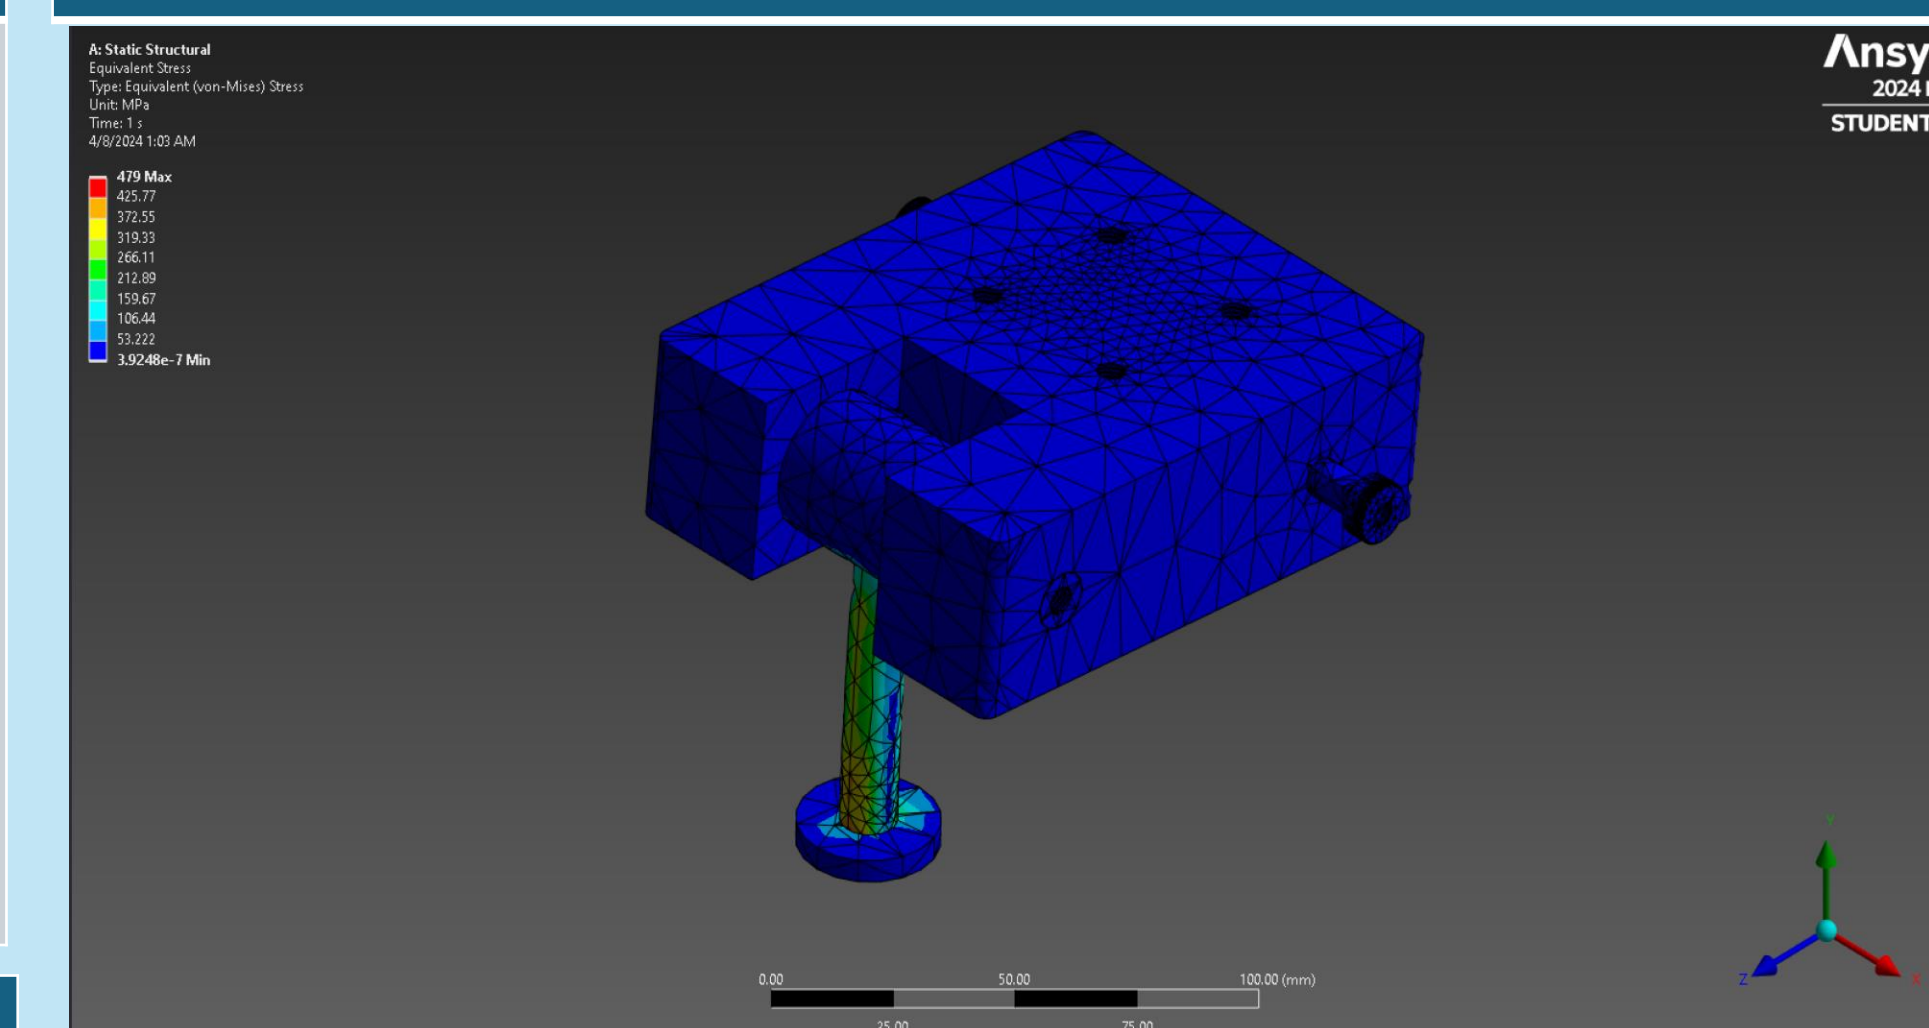 A: Static Structural
Equivalent Stress
Type: Equivalent (von-Mises) Stress
Unit: MPa
Time: 1 s
4/8/2024 1:03 AM
479 Max
425.77
372.55
319.33
266.11
212.89
159.67
106.44
53.222
3.9248e-7 Min
Ansy
2024
STUDENT
Y
Z
X
0.00 50.00 100.00 (mm)
25.00 75.00